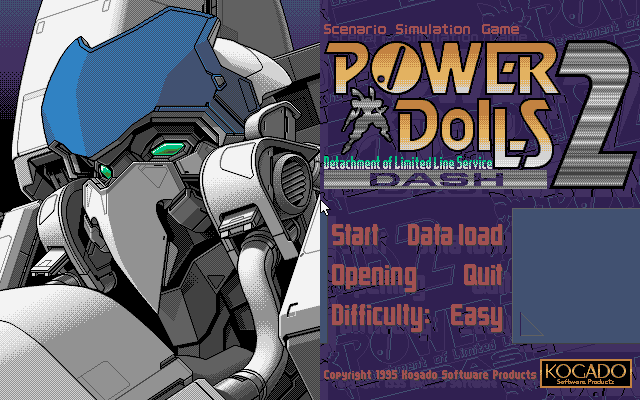 Scenario Simulation Game
POWER
DOLLS 2
Detachment of Limited Line Service
DASH
Start Data load
Opening Quit
Difficulty: Easy
Copyright 1995 Kogado Software Products
KOGADO
Software Products